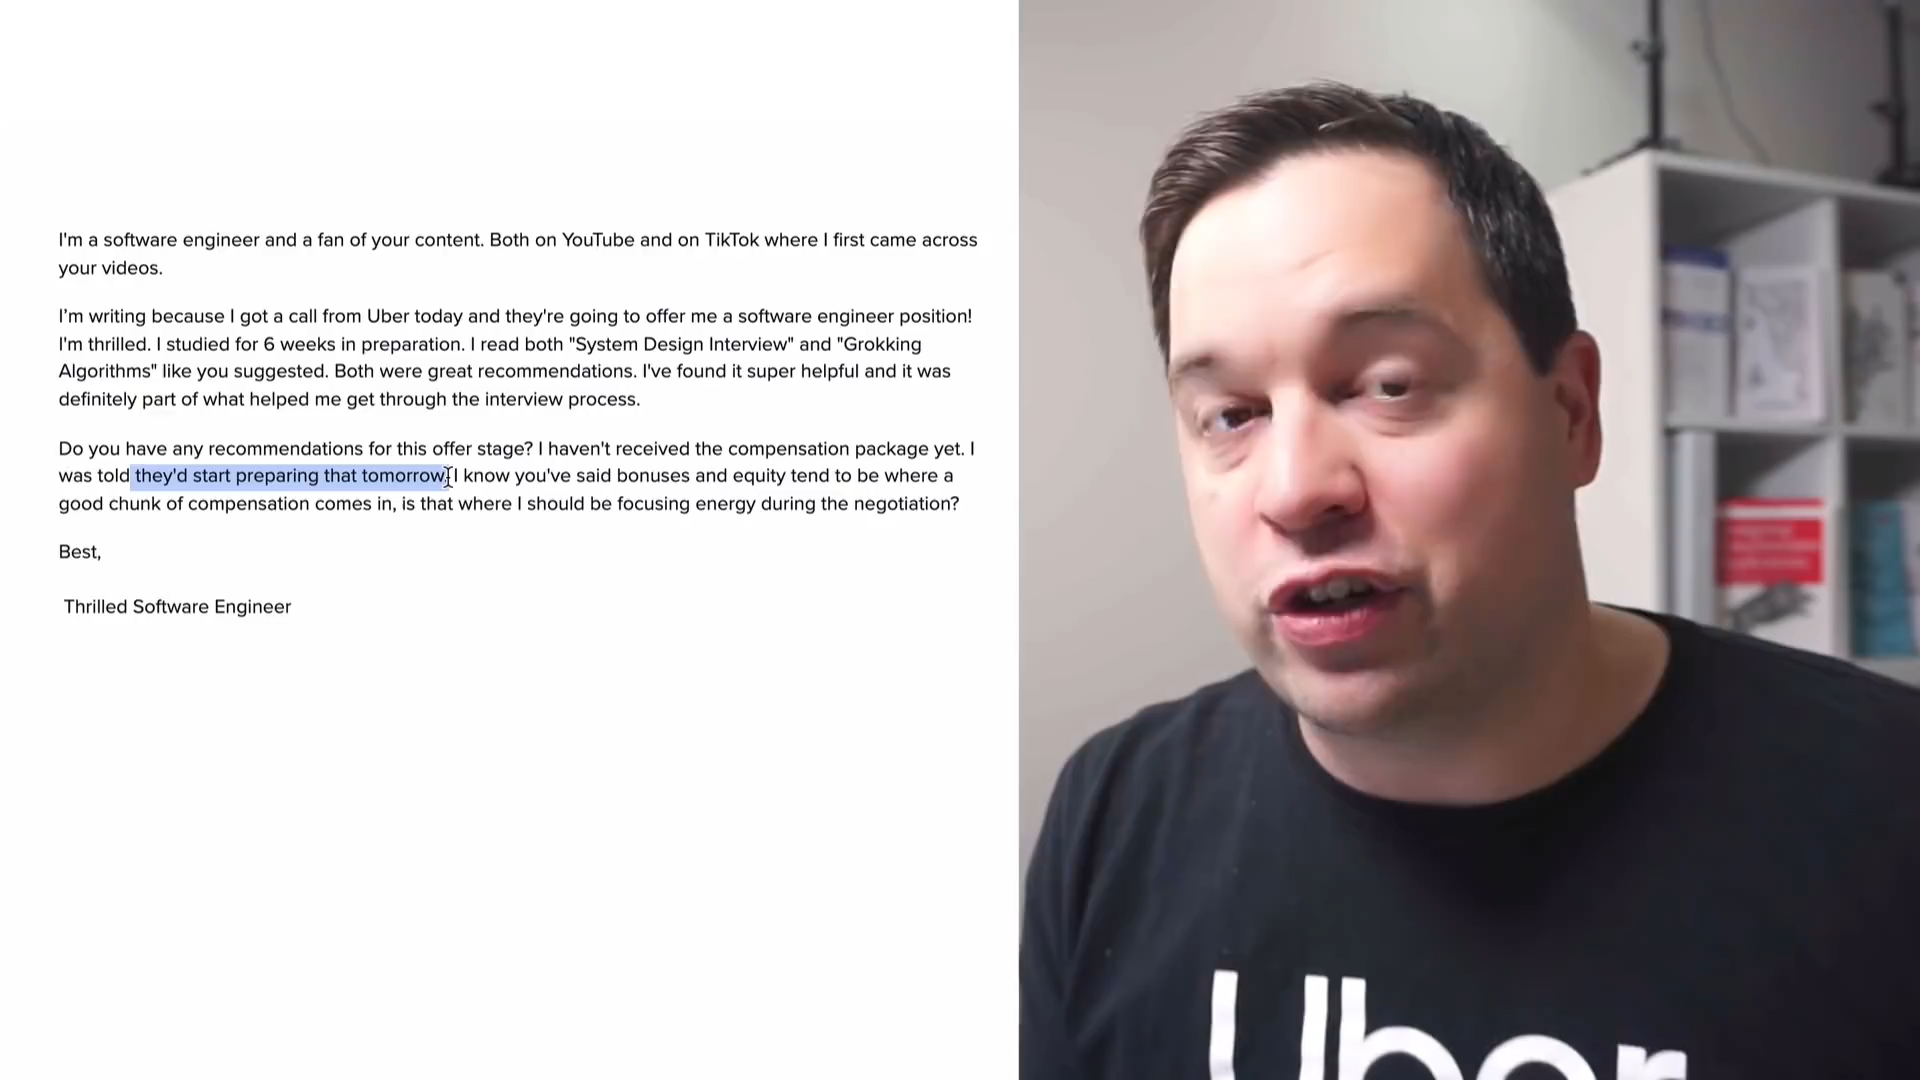 I'm a software engineer and a fan of your content. Both on YouTube and on TikTok where I first came across
your videos.
I'm writing because I got a call from Uber today and they're going to offer me a software engineer position!
I'm thrilled. I studied for 6 weeks in preparation. I read both "System Design Interview" and "Grokking
Algorithms" like you suggested. Both were great recommendations. I've found it super helpful and it was
definitely part of what helped me get through the interview process.
Do you have any recommendations for this offer stage? I haven't received the compensation package yet. I
was told they'd start preparing that tomorrow. I know you've said bonuses and equity tend to be where a
good chunk of compensation comes in, is that where I should be focusing energy during the negotiation?
Best,
Thrilled Software Engineer
Uber